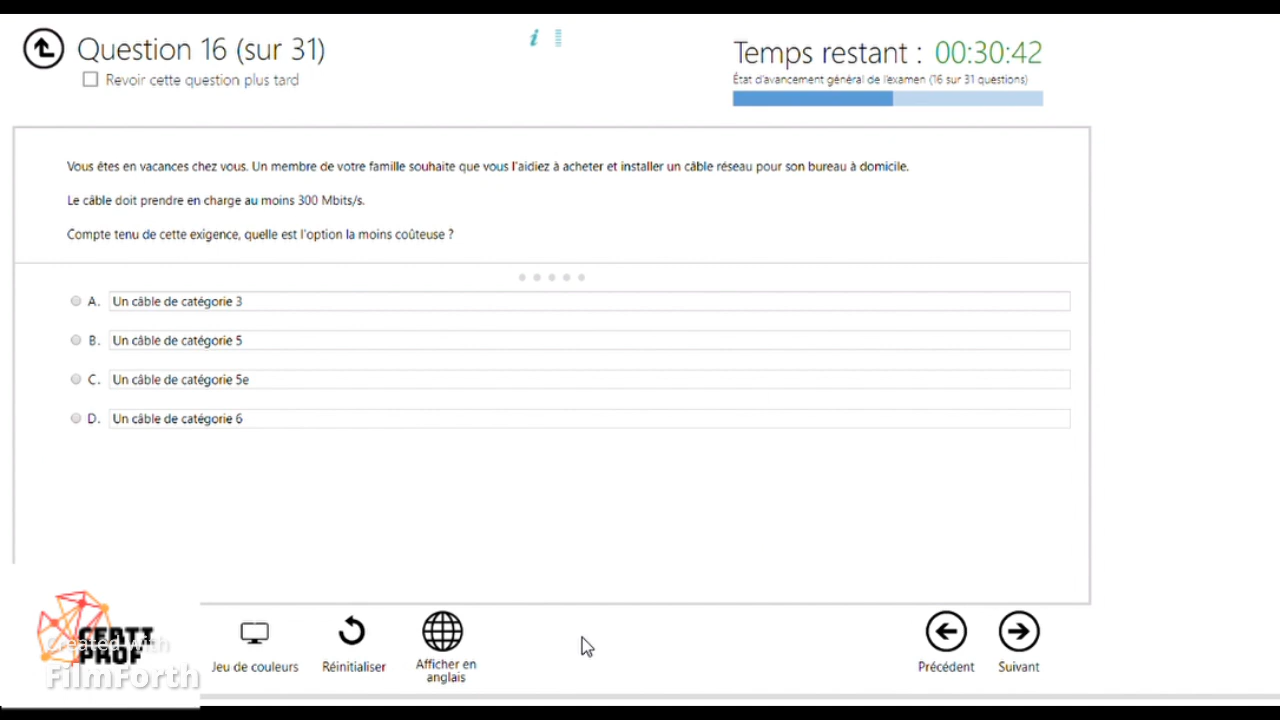 Question 16 (sur 31)
Revoir cette question plus tard
i
Temps restant : 00:30:42
État d'avancement général de l'examen (16 sur 31 questions)
Vous êtes en vacances chez vous. Un membre de votre famille souhaite que vous l'aidiez à acheter et installer un câble réseau pour son bureau à domicile.
Le câble doit prendre en charge au moins 300 Mbits/s.
Compte tenu de cette exigence, quelle est l'option la moins coûteuse ?
A. Un câble de catégorie 3
B. Un câble de catégorie 5
C. Un câble de catégorie 5e
D. Un câble de catégorie 6
CERTI
PROF
Created with
FilmForth
Jeu de couleurs
Réinitialiser
Afficher en
anglais
Précédent
Suivant